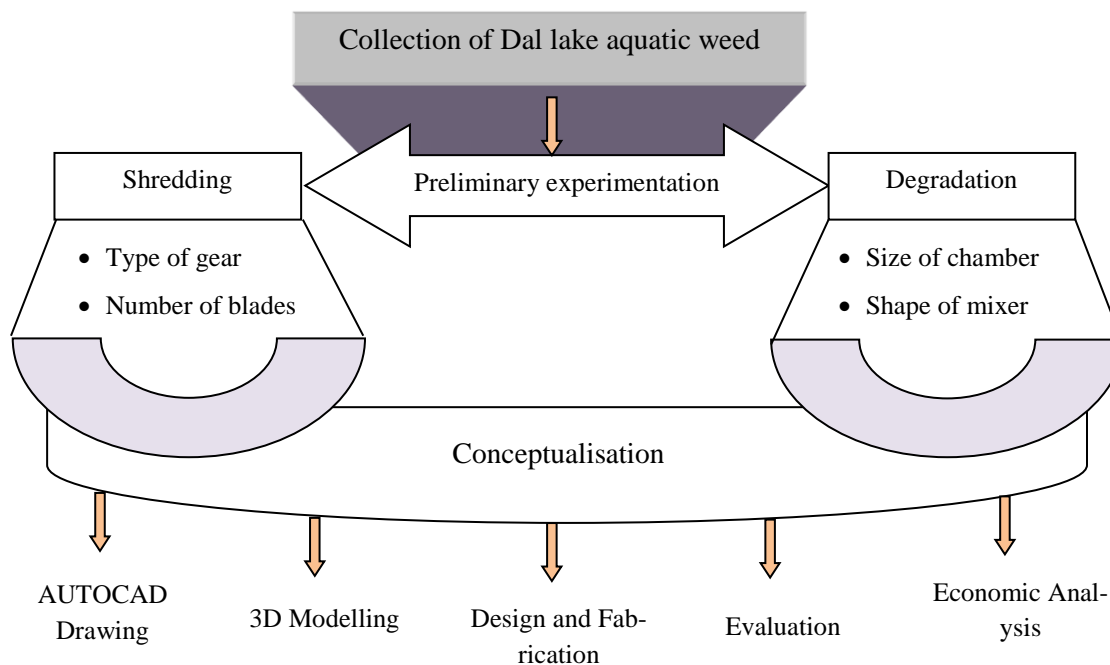 Collection of Dal lake aquatic weed
Shredding
Preliminary experimentation
Degradation
• Type of gear
• Number of blades
• Size of chamber
• Shape of mixer
Conceptualisation
AUTOCAD
Drawing
3D Modelling
Design and Fab-
rication
Evaluation
Economic Anal-
ysis